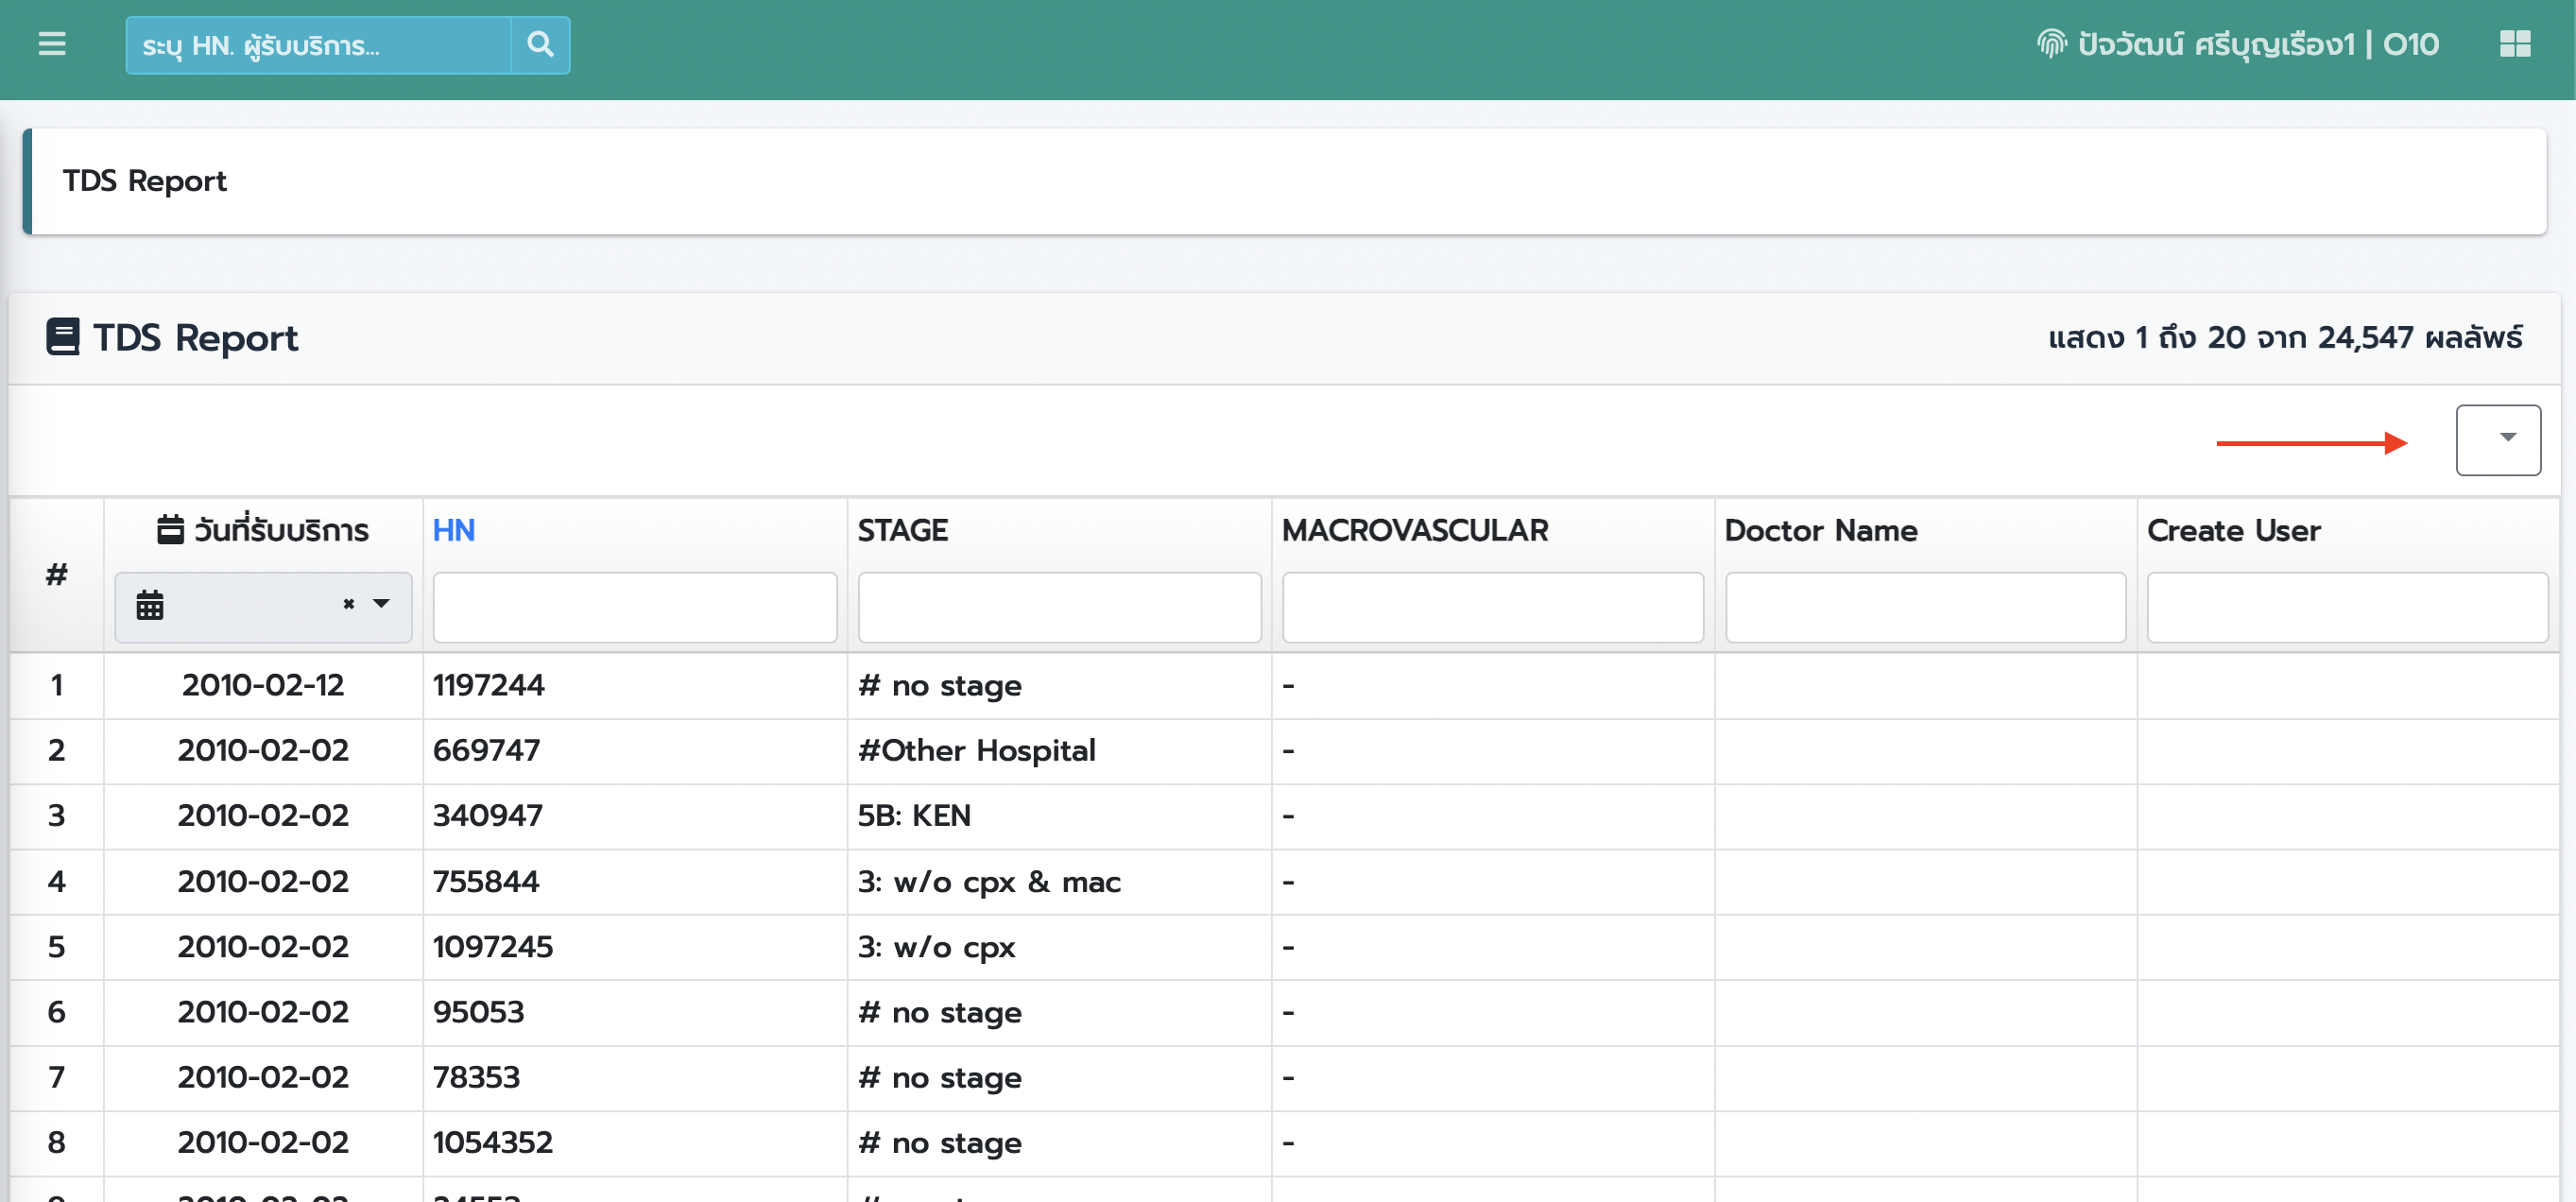 ระบุ HN. ผู้รับบริการ...
ปัจวัฒน์ ศรีบุญเรือง1 | O10
TDS Report
TDS Report
แสดง 1 ถึง 20 จาก 24,547 ผลลัพธ์
# วันที่รับบริการ HN STAGE MACROVASCULAR Doctor Name Create User
1 2010-02-12 1197244 # no stage -
2 2010-02-02 669747 #Other Hospital -
3 2010-02-02 340947 5B: KEN -
4 2010-02-02 755844 3: w/o cpx & mac -
5 2010-02-02 1097245 3: w/o cpx -
6 2010-02-02 95053 # no stage -
7 2010-02-02 78353 # no stage -
8 2010-02-02 1054352 # no stage -